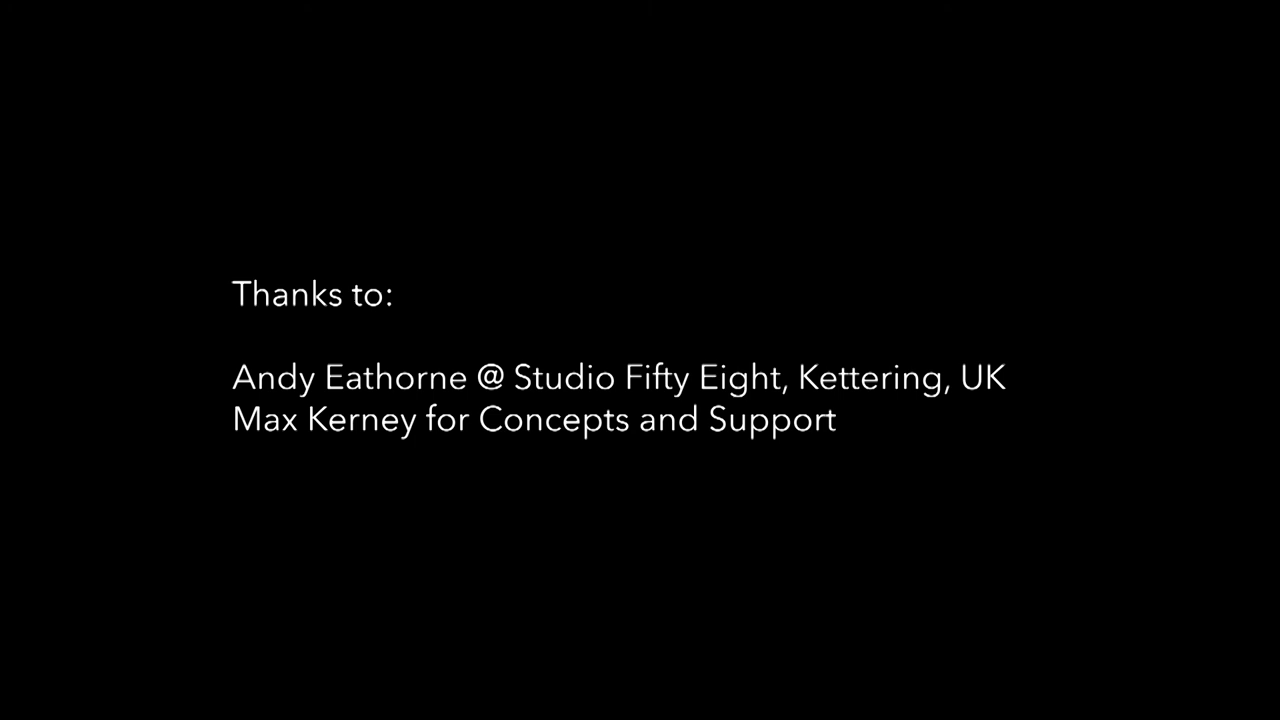 Thanks to:
Andy Eathorne @ Studio Fifty Eight, Kettering, UK
Max Kerney for Concepts and Support